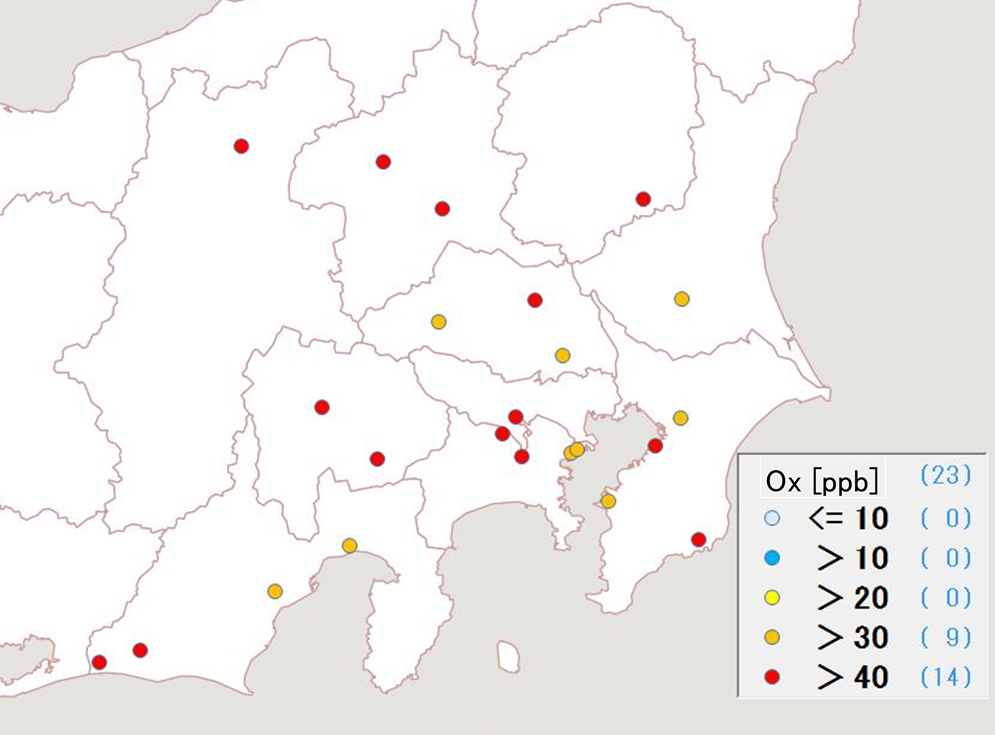 Ox [ppb] (23)
<= 10 ( 0)
> 10 ( 0)
> 20 ( 0)
> 30 ( 9)
> 40 (14)